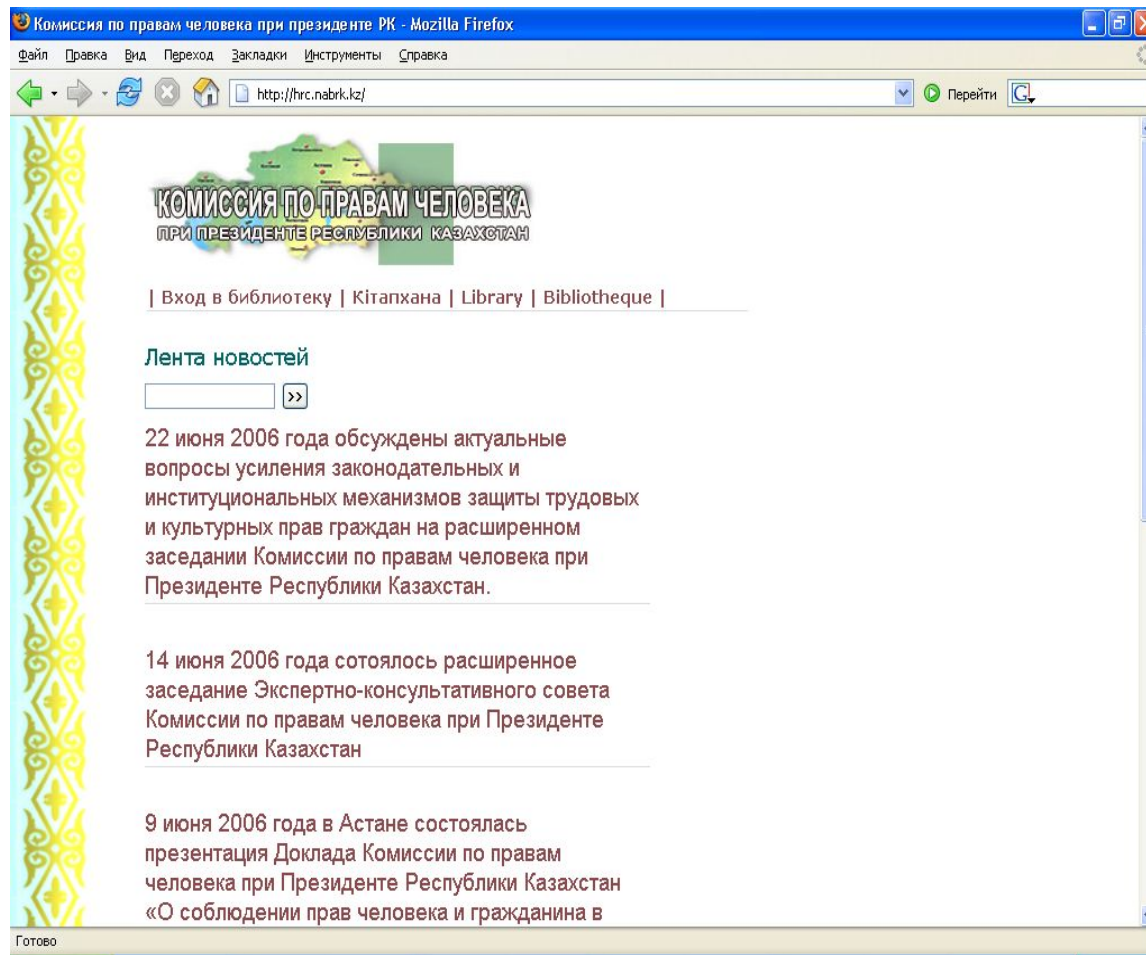 Комиссия по правам человека при президенте РК - Mozilla Firefox
Файл Правка Вид Переход Закладки Инструменты Справка
http://hrc.nabrk.kz/ Перейти G
КОМИССИЯ ПО ПРАВАМ ЧЕЛОВЕКА
ПРИ ПРЕЗИДЕНТЕ РЕСПУБЛИКИ КАЗАХСТАН
| Вход в библиотеку | Кітапхана | Library | Bibliotheque |
Лента новостей
>>
22 июня 2006 года обсуждены актуальные
вопросы усиления законодательных и
институциональных механизмов защиты трудовых
и культурных прав граждан на расширенном
заседании Комиссии по правам человека при
Президенте Республики Казахстан.
14 июня 2006 года сотоялось расширенное
заседание Экспертно-консультативного совета
Комиссии по правам человека при Президенте
Республики Казахстан
9 июня 2006 года в Астане состоялась
презентация Доклада Комиссии по правам
человека при Президенте Республики Казахстан
«О соблюдении прав человека и гражданина в
Готово